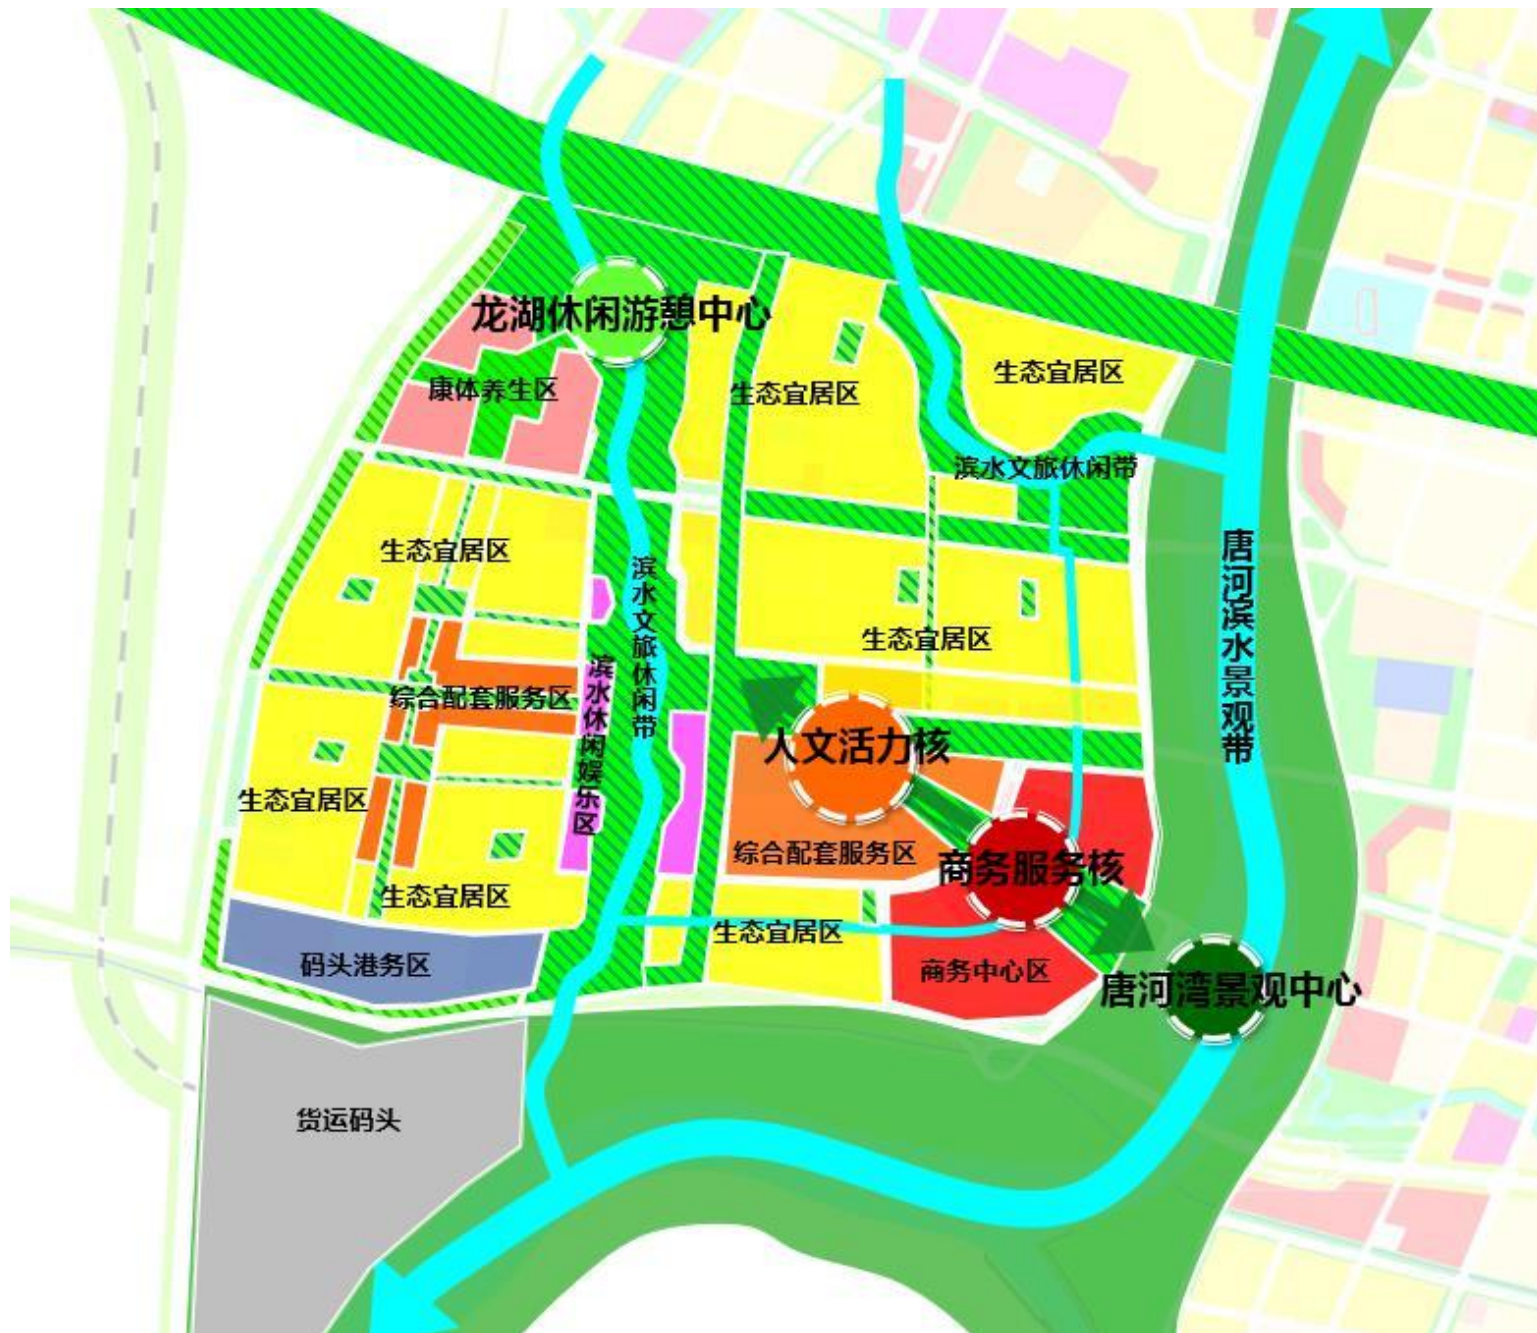 龙湖休闲游憩中心
生态宜居区
康体养生区
生态宜居区
滨水文旅休闲带
生态宜居区
滨水文旅休闲带
唐河滨水景观带
生态宜居区
综合配套服务区
滨水休闲娱乐区
人文活力核
生态宜居区
综合配套服务区
商务服务核
生态宜居区
生态宜居区
码头港务区
商务中心区
唐河湾景观中心
货运码头